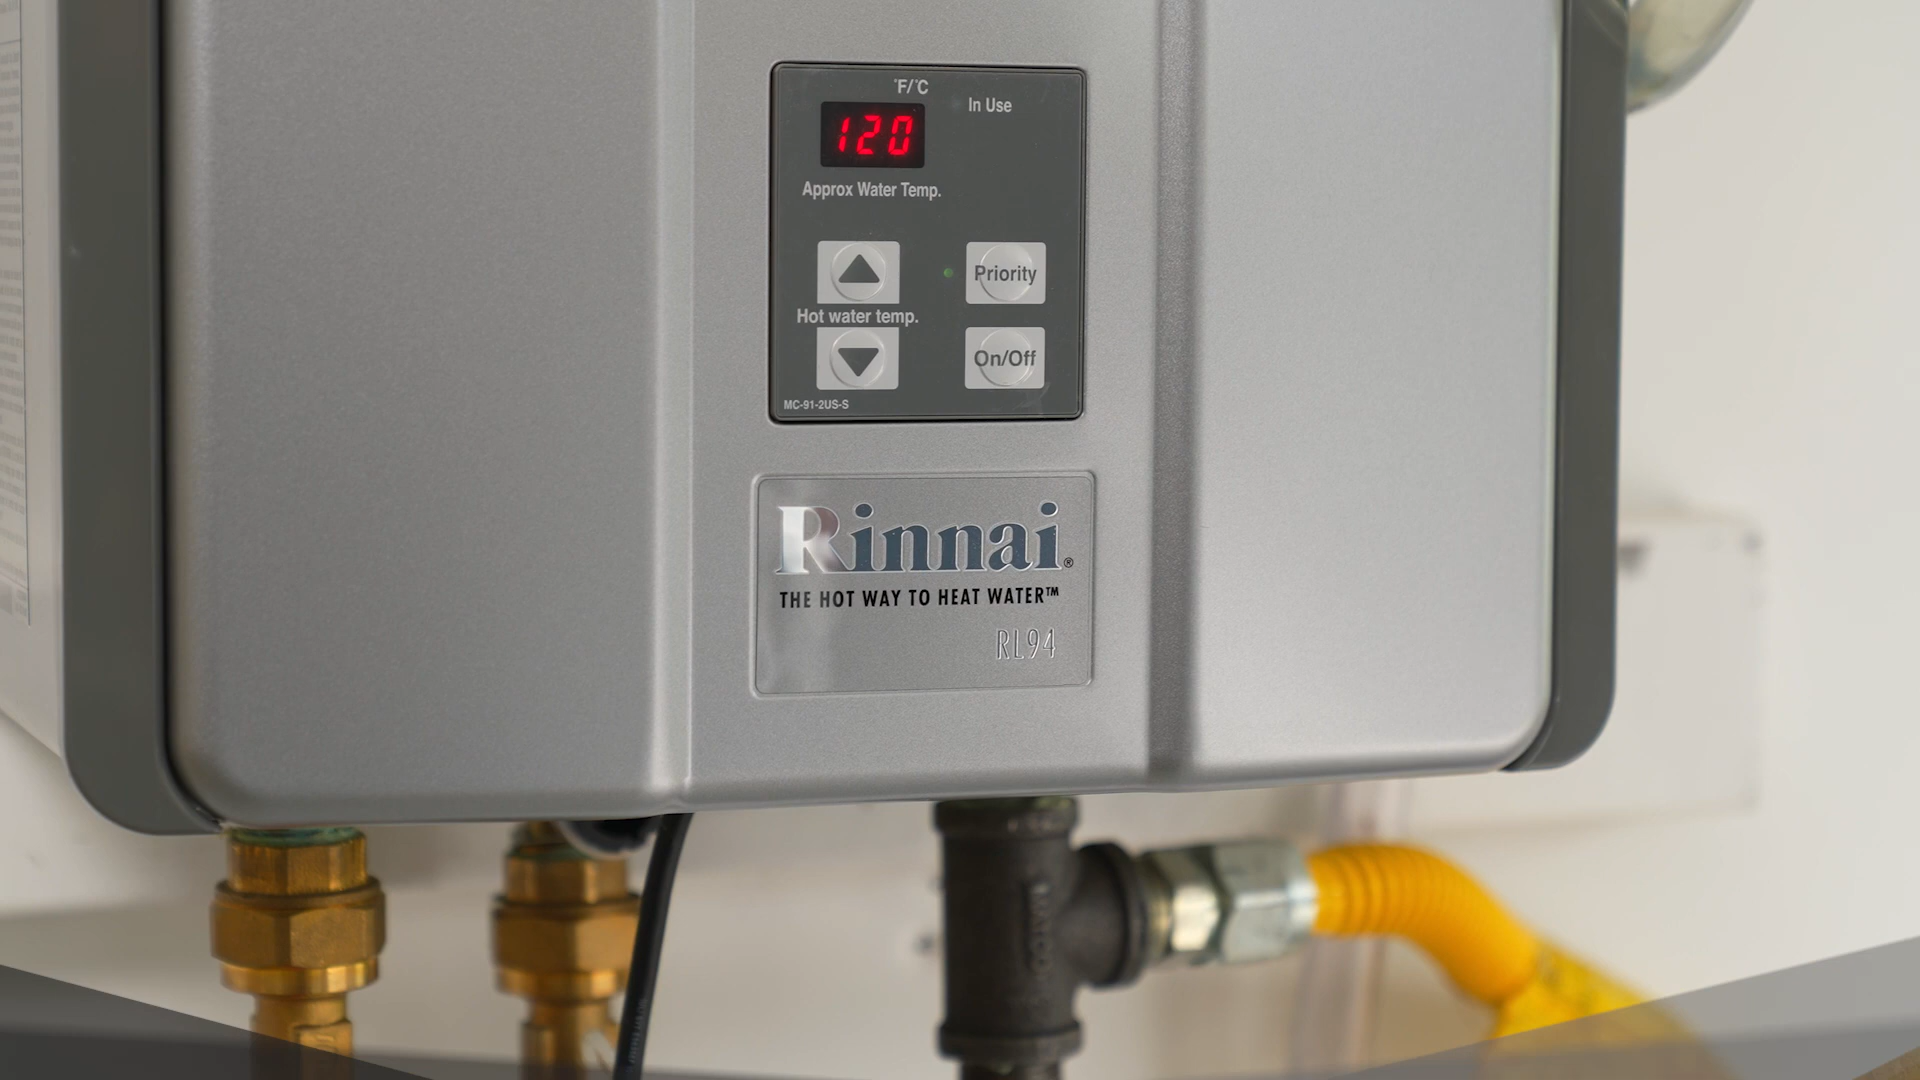 °F/°C
In Use
120
Approx Water Temp.
Priority
Hot water temp.
On/Off
MC-91-2US-S
Rinnai®
THE HOT WAY TO HEAT WATER™
RL94